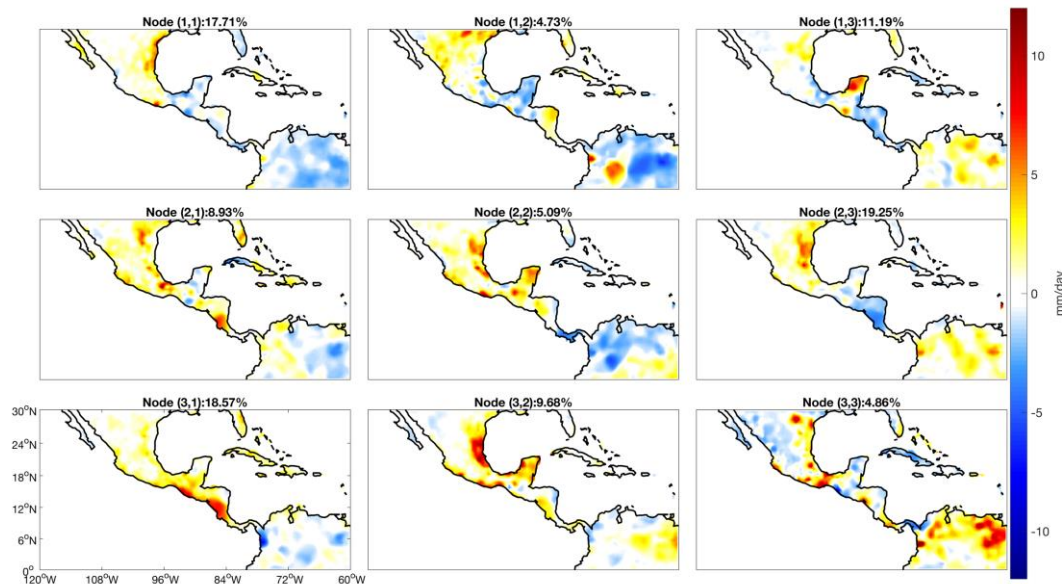 Node (1,1):17.71%
Node (1,2):4.73%
Node (1,3):11.19%
Node (2,1):8.93%
Node (2,2):5.09%
Node (2,3):19.25%
Node (3,1):18.57%
Node (3,2):9.68%
Node (3,3):4.86%
30°N
24°N
18°N
12°N
6°N
0°
120°W 108°W 96°W 84°W 72°W 60°W
10
5
0
-5
-10
mm/day